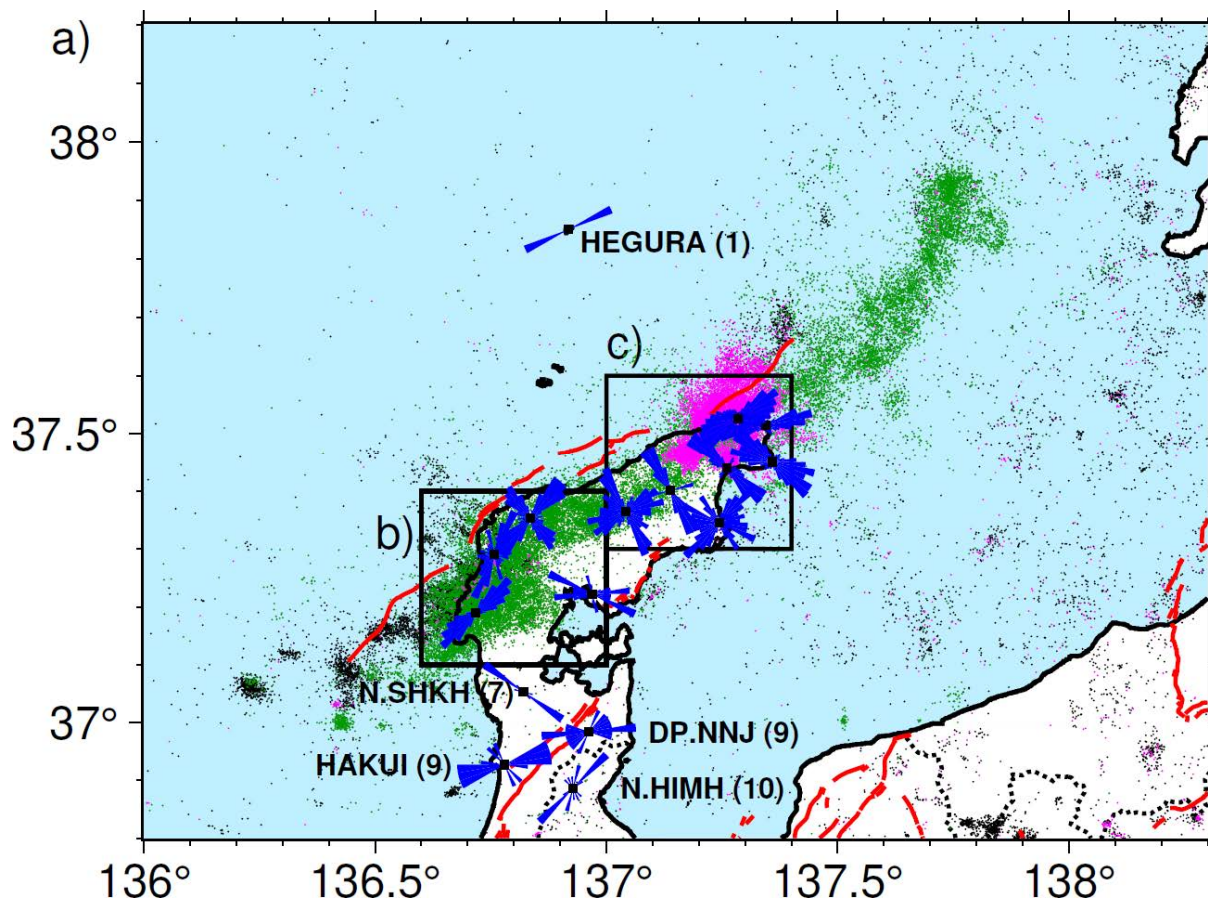 a)
38°
HEGURA (1)
c)
37.5°
b)
N.SHKH (7)
37°
DP.NNJ (9)
HAKUI (9)
N.HIMH (10)
136° 136.5° 137° 137.5° 138°